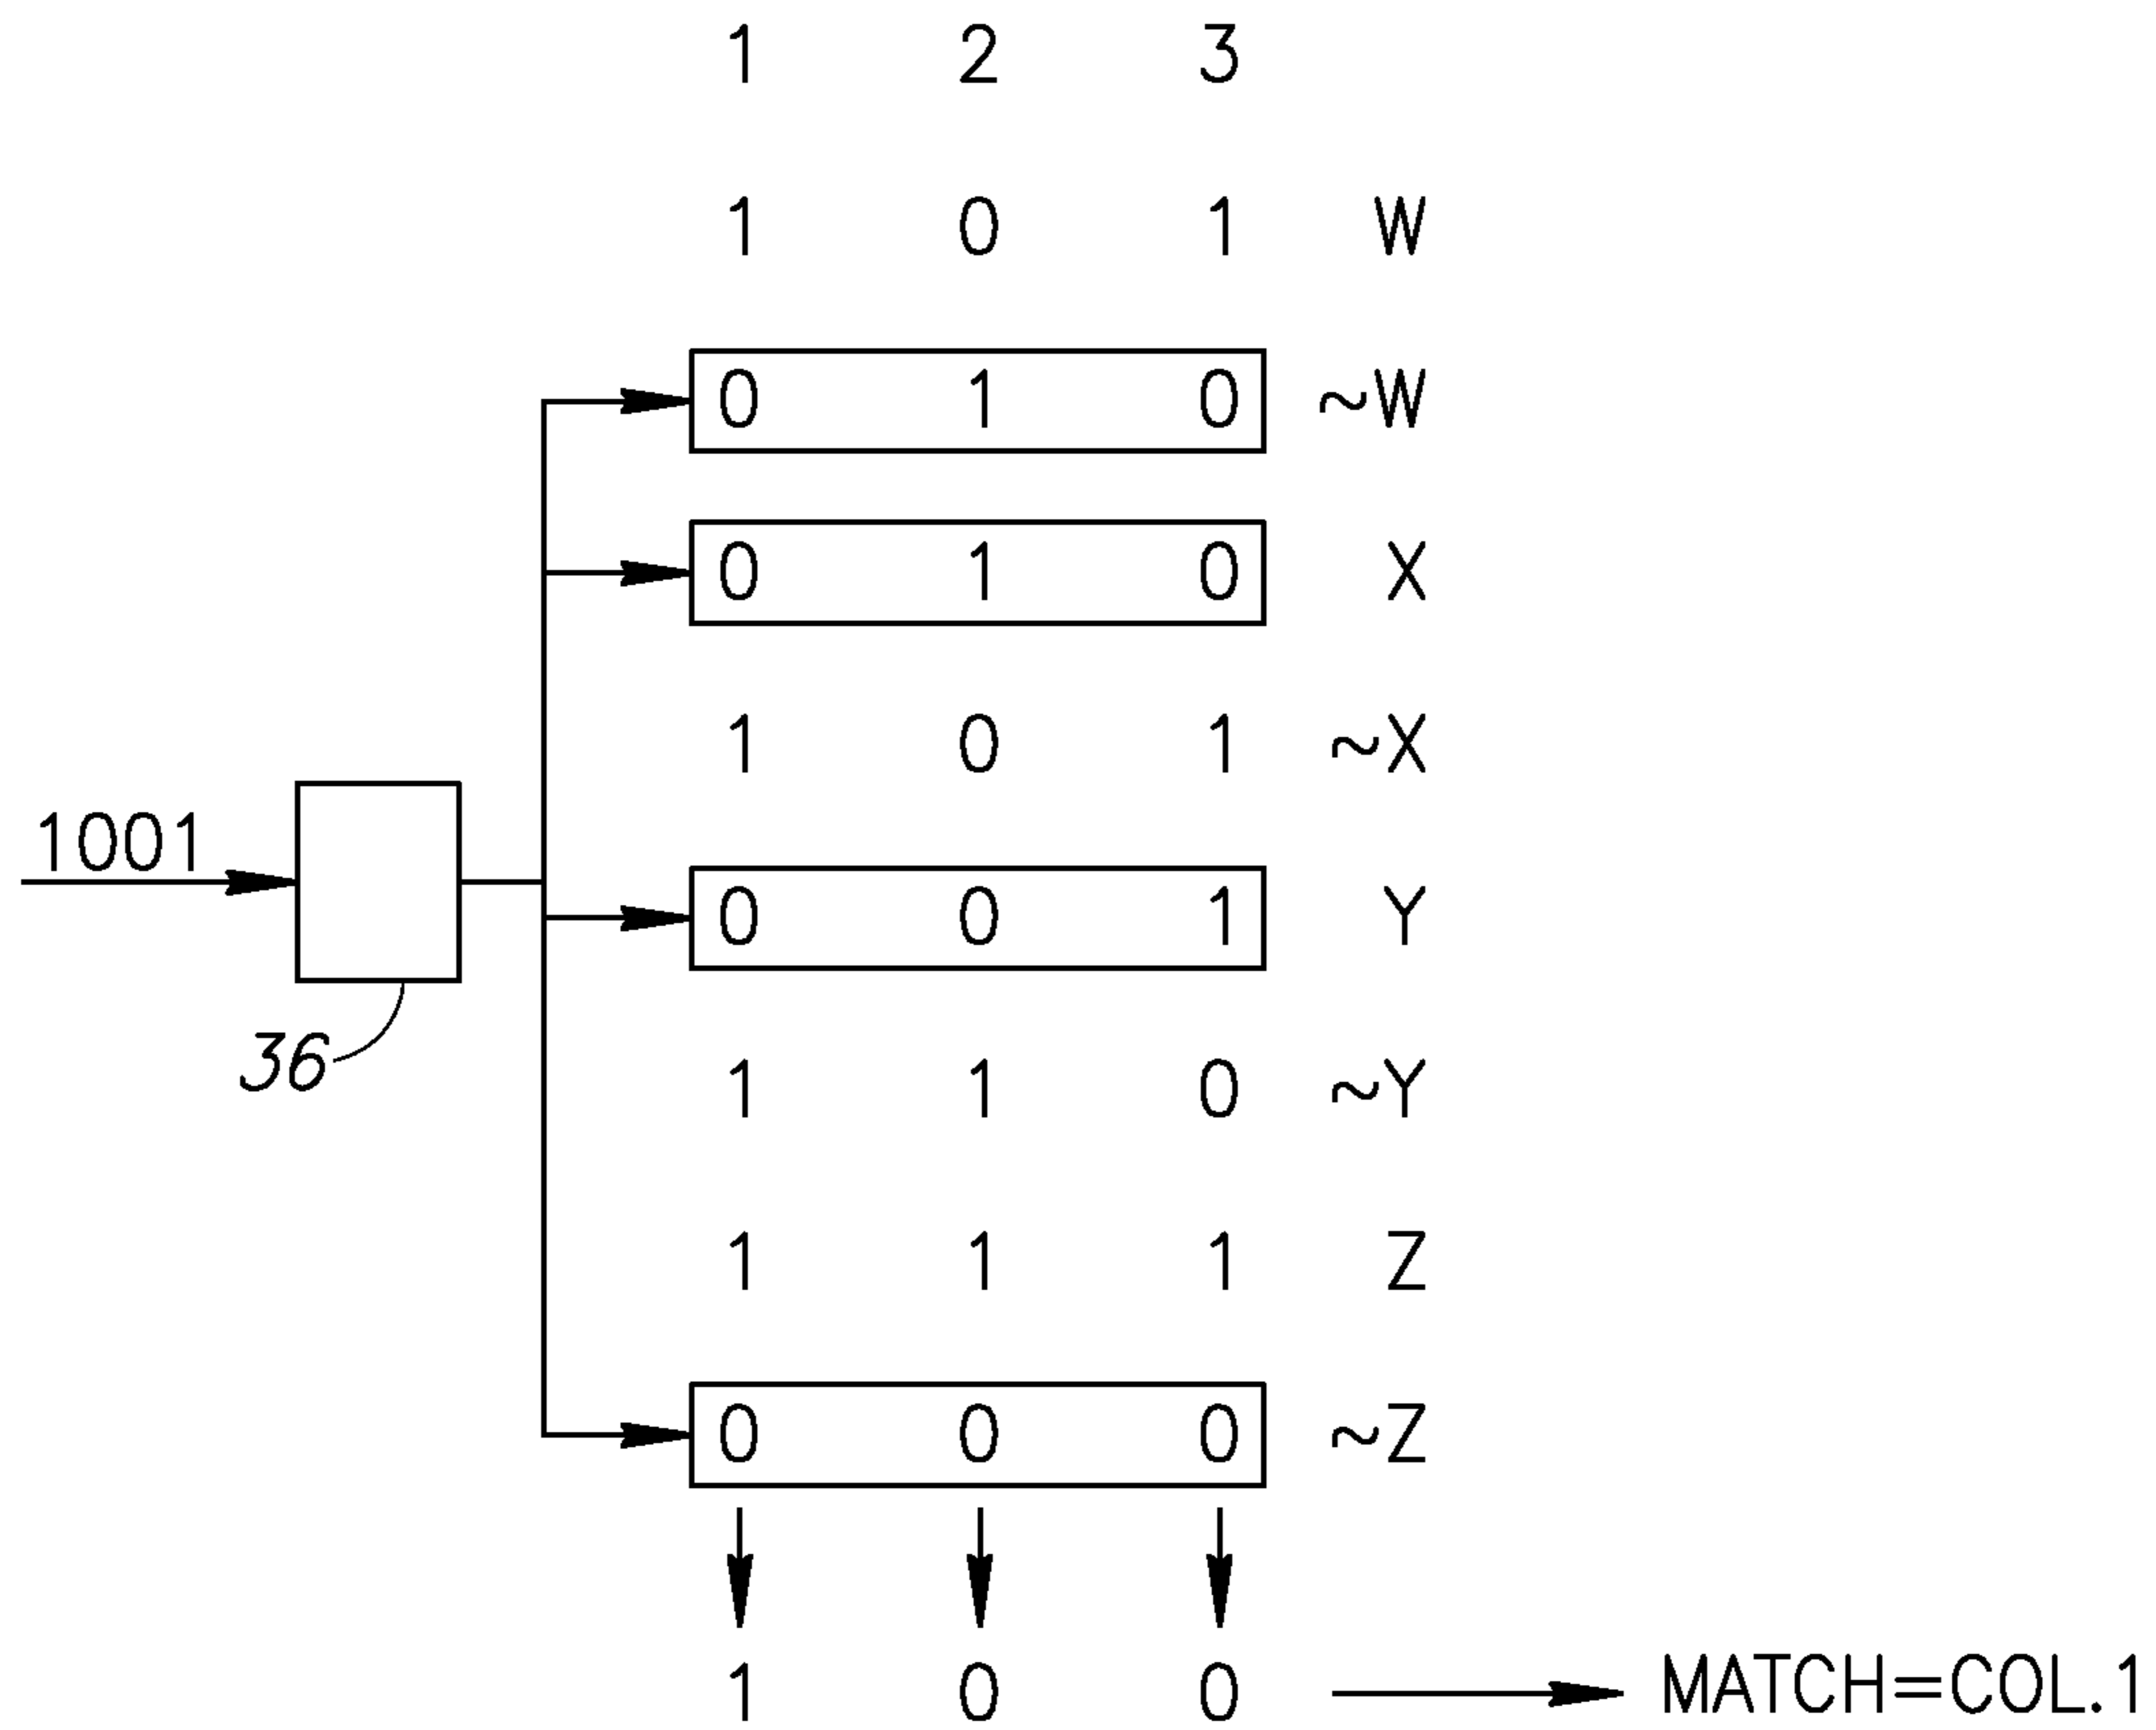 1 2 3
1 0 1 W
0 1 0 ~W
0 1 0 X
1 0 1 ~X
1001
0 0 1 Y
36
1 1 0 ~Y
1 1 1 Z
0 0 0 ~Z
1 0 0 MATCH=COL.1